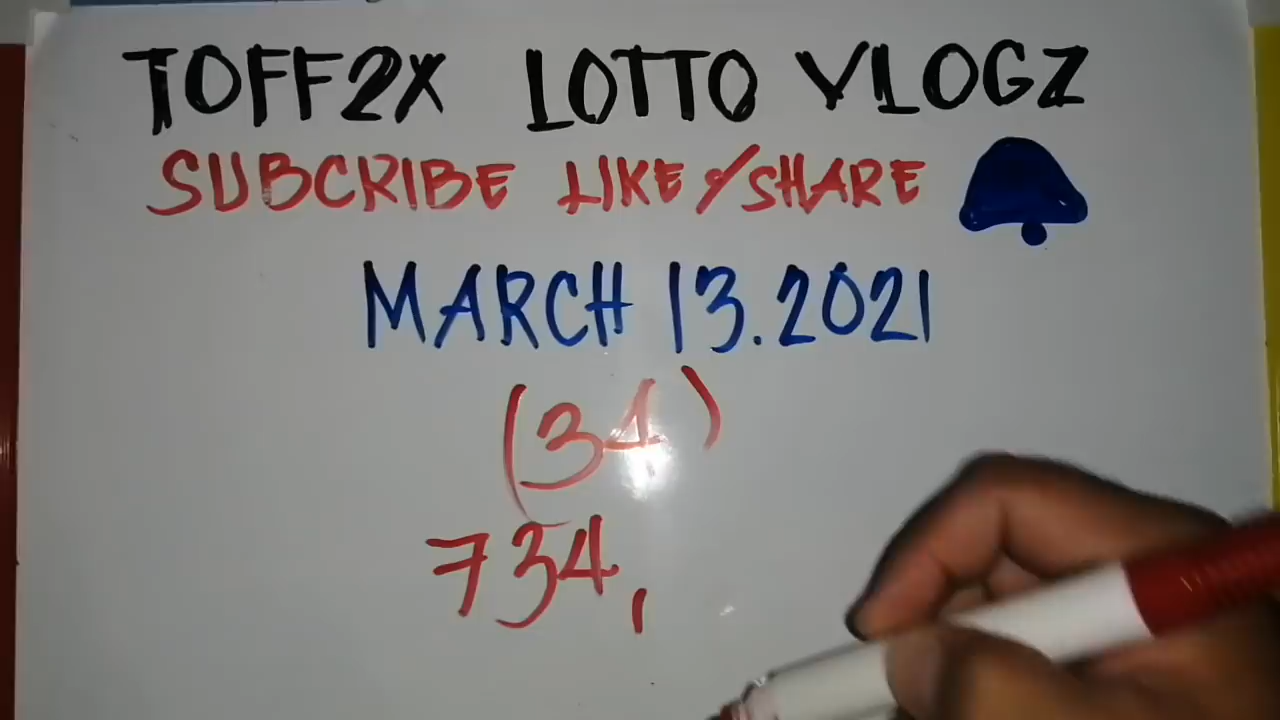 TOFF2X LOTTO VLOGZ
SUBCRIBE LIKE/SHARE
MARCH 13.2021
(34)
734,